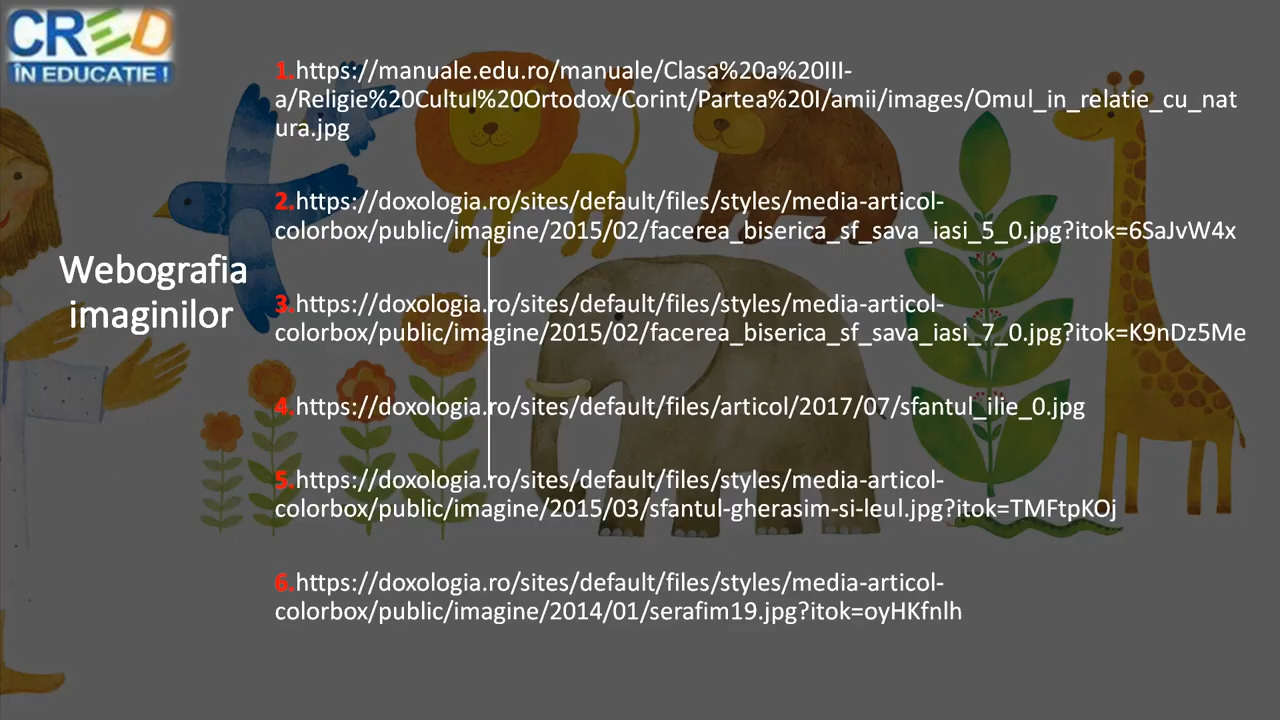 CRED
ÎN EDUCAȚIE !
1.https://manuale.edu.ro/manuale/Clasa%20a%20III-
a/Religie%20Cultul%20Ortodox/Corint/Partea%20I/amii/images/Omul_in_relatie_cu_nat
ura.jpg
2.https://doxologia.ro/sites/default/files/styles/media-articol-
colorbox/public/imagine/2015/02/facerea_biserica_sf_sava_iasi_5_0.jpg?itok=6SaJvW4x
Webografia
imaginilor
3.https://doxologia.ro/sites/default/files/styles/media-articol-
colorbox/public/imagine/2015/02/facerea_biserica_sf_sava_iasi_7_0.jpg?itok=K9nDz5Me
4.https://doxologia.ro/sites/default/files/articol/2017/07/sfantul_ilie_0.jpg
5.https://doxologia.ro/sites/default/files/styles/media-articol-
colorbox/public/imagine/2015/03/sfantul-gherasim-si-leul.jpg?itok=TMFtpKOj
6.https://doxologia.ro/sites/default/files/styles/media-articol-
colorbox/public/imagine/2014/01/serafim19.jpg?itok=oyHKfnlh